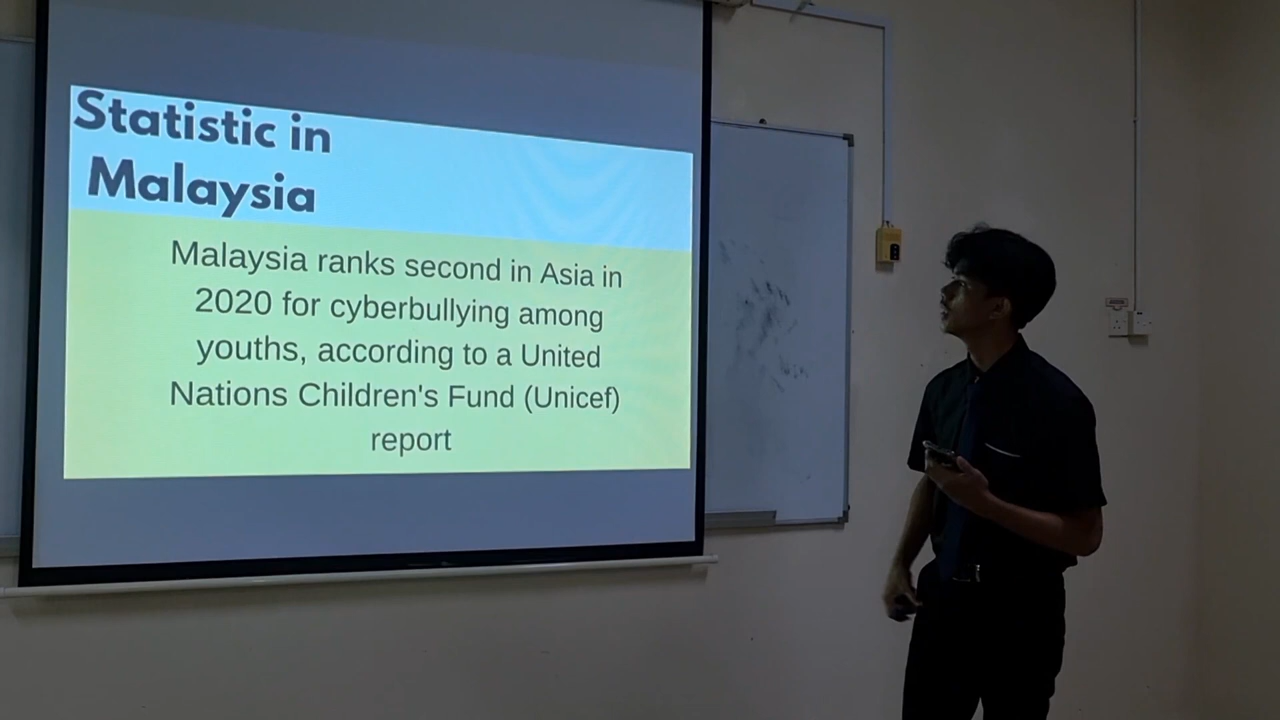 Statistic in
Malaysia
Malaysia ranks second in Asia in
2020 for cyberbullying among
youths, according to a United
Nations Children's Fund (Unicef)
report